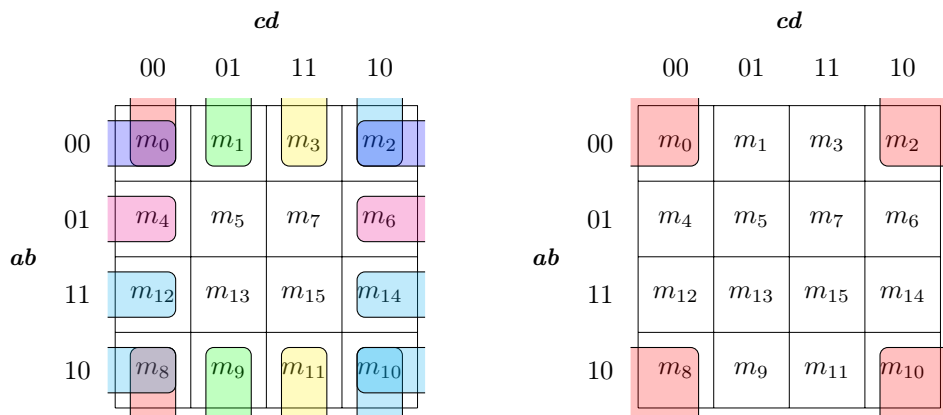 cd cd
00 01 11 10 00 01 11 10
00 m₀ m₁ m₃ m₂ 00 m₀ m₁ m₃ m₂
01 m₄ m₅ m₇ m₆ 01 m₄ m₅ m₇ m₆
ab ab
11 m₁₂ m₁₃ m₁₅ m₁₄ 11 m₁₂ m₁₃ m₁₅ m₁₄
10 m₈ m₉ m₁₁ m₁₀ 10 m₈ m₉ m₁₁ m₁₀